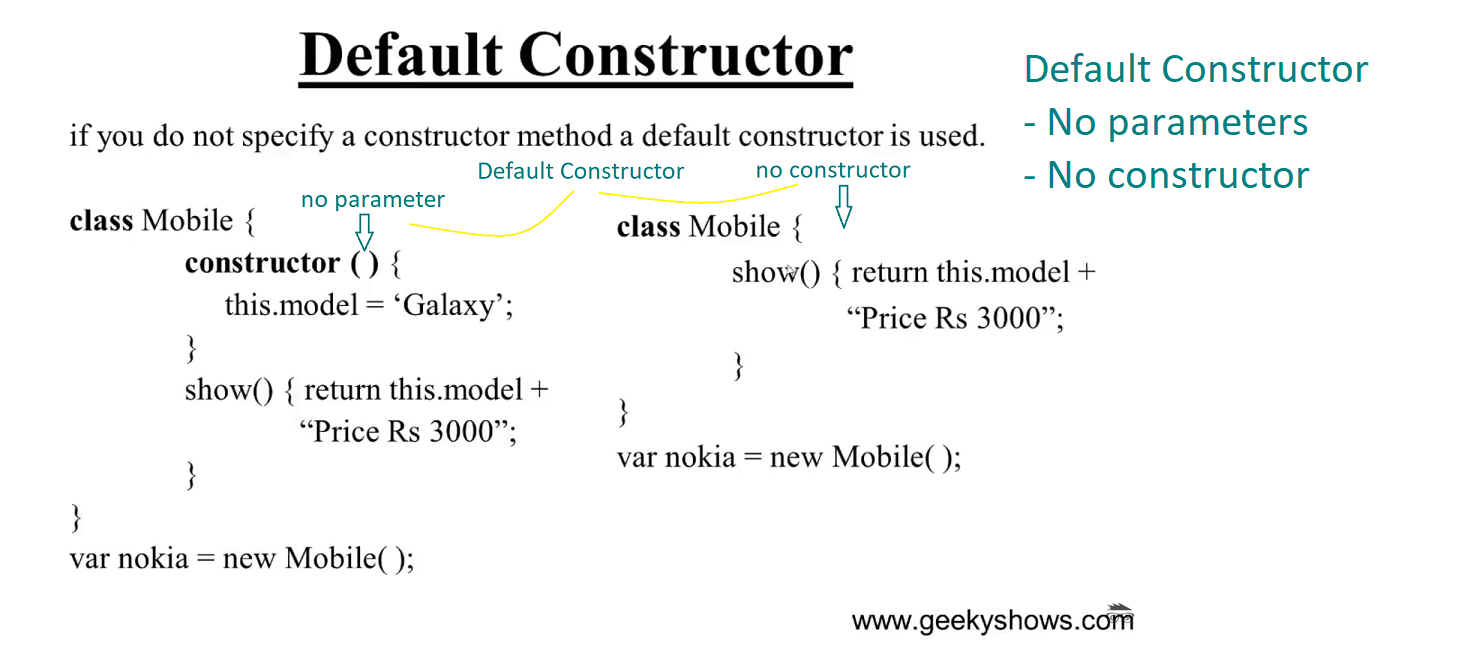 Default Constructor
if you do not specify a constructor method a default constructor is used.
Default Constructor
- No parameters
- No constructor
Default Constructor
no parameter
class Mobile {
constructor ( ) {
this.model = ‘Galaxy’;
}
show() { return this.model +
“Price Rs 3000”;
}
}
var nokia = new Mobile( );
no constructor
class Mobile {
show() { return this.model +
“Price Rs 3000”;
}
}
var nokia = new Mobile( );
www.geekyshows.com